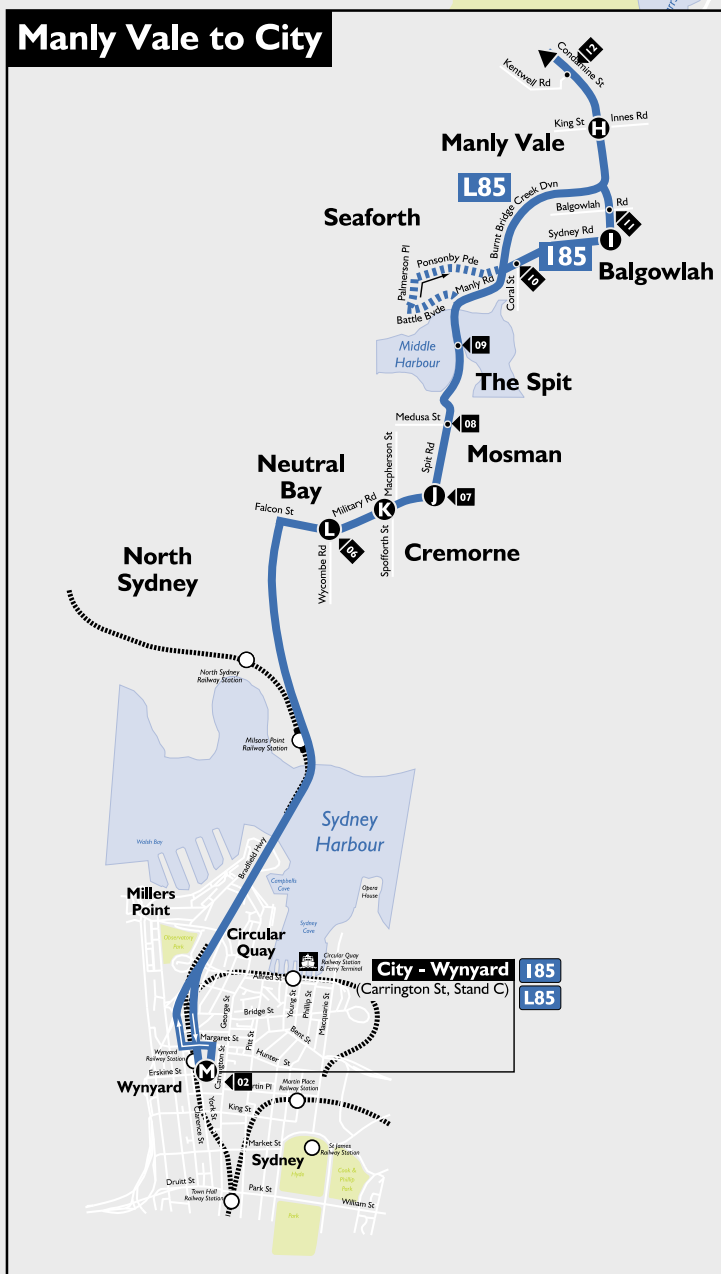 Manly Vale to City
12
Condamine St
Kentwell Rd
King St
H
Innes Rd
Manly Vale
L85
Burnt Bridge Creek Dvn
Balgowlah
Rd
11
Seaforth
Sydney Rd
I
185
Balgowlah
Palmerson Pl
Ponsonby Pde
Manly Rd
Battle Bvde
Coral St
10
Middle
Harbour
09
The Spit
Medusa St
08
Mosman
Spit Rd
Macpherson St
Neutral
Bay
J
07
Military Rd
K
Falcon St
L
06
Wycombe Rd
Spofforth St
Cremorne
North
Sydney
North Sydney
Railway Station
Milsons Point
Railway Station
Sydney
Harbour
Walsh Bay
Bradfield Hwy
Campbells
Cove
Opera
House
Millers
Point
Observatory
Park
Sydney
Cove
Circular
Quay
Circular Quay
Railway Station
& Ferry Terminal
Alfred St
City - Wynyard
(Carrington St, Stand C)
185
L85
George St
Bridge St
Young St
Phillip St
Macquarie St
Pitt St
Bent St
Margaret St
Hunter St
Wynyard
Railway Station
Erskine St
Carrington St
M
Wynyard
02
rtin Pl
Martin Place
Railway Station
York St
King St
Clarence St
Market St
St James
Railway Station
Sydney
Hyde
Cook &
Phillip
Park
Druitt St
Town Hall
Railway Station
Park St
William St
Park